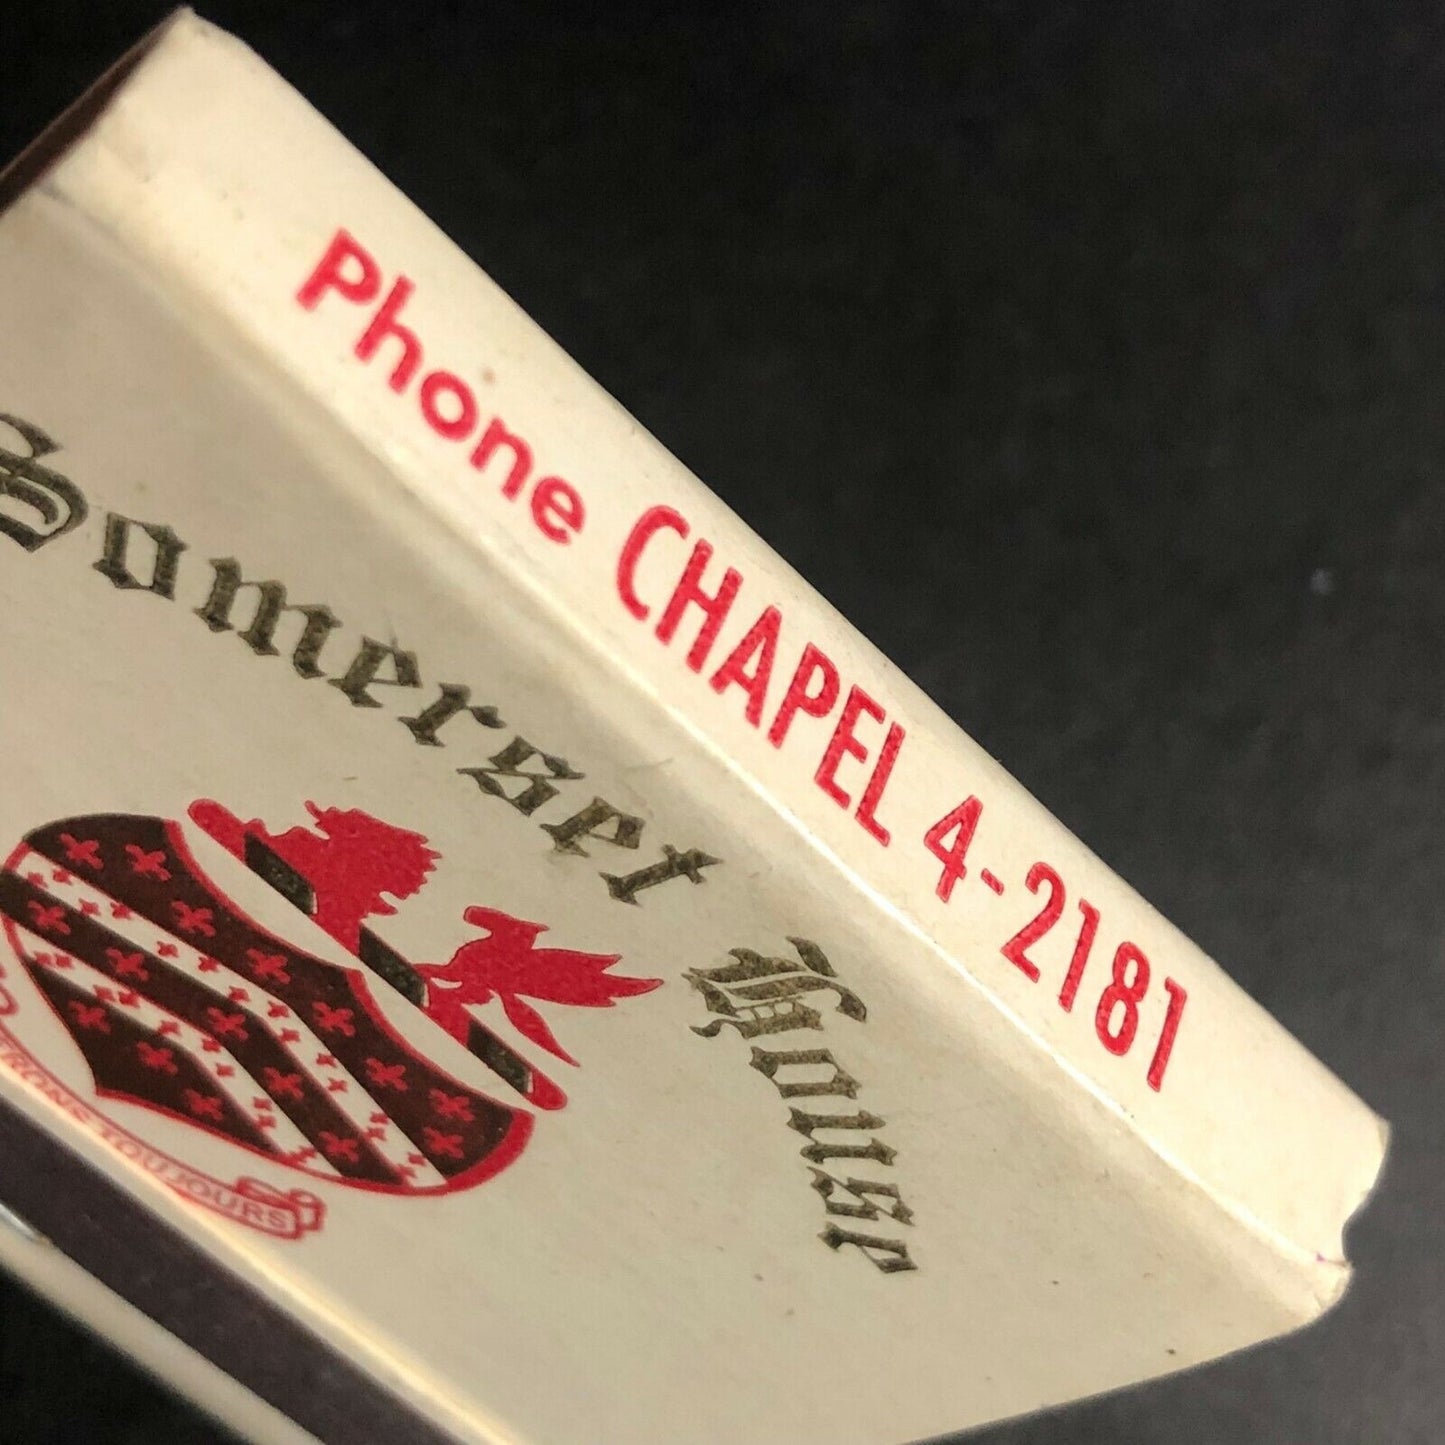 Phone CHAPEL 4-2181
Somerset House
TOUJOURS